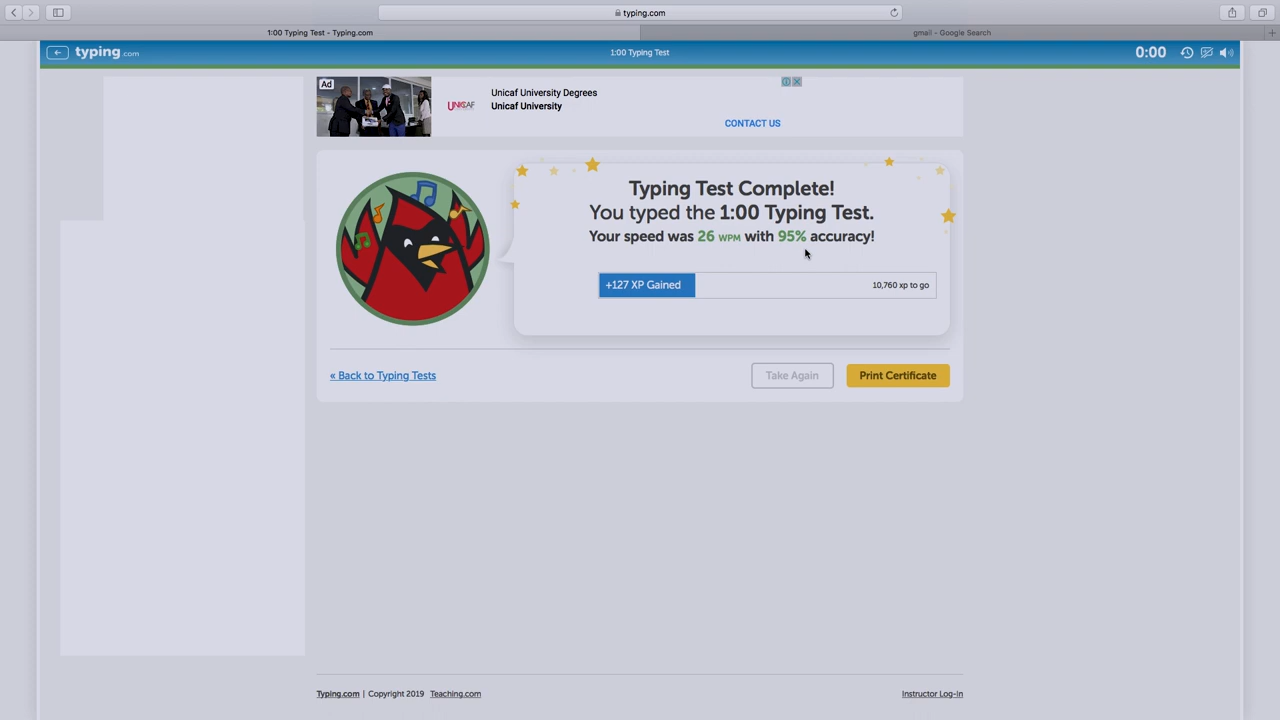 typing.com
1:00 Typing Test - Typing.com
gmail - Google Search
typing.com
1:00 Typing Test
0:00
Ad
UNICAF
Unicaf University Degrees
Unicaf University
CONTACT US
Typing Test Complete!
You typed the 1:00 Typing Test.
Your speed was 26 WPM with 95% accuracy!
+127 XP Gained
10,760 xp to go
« Back to Typing Tests
Take Again
Print Certificate
Typing.com | Copyright 2019 Teaching.com
Instructor Log-in